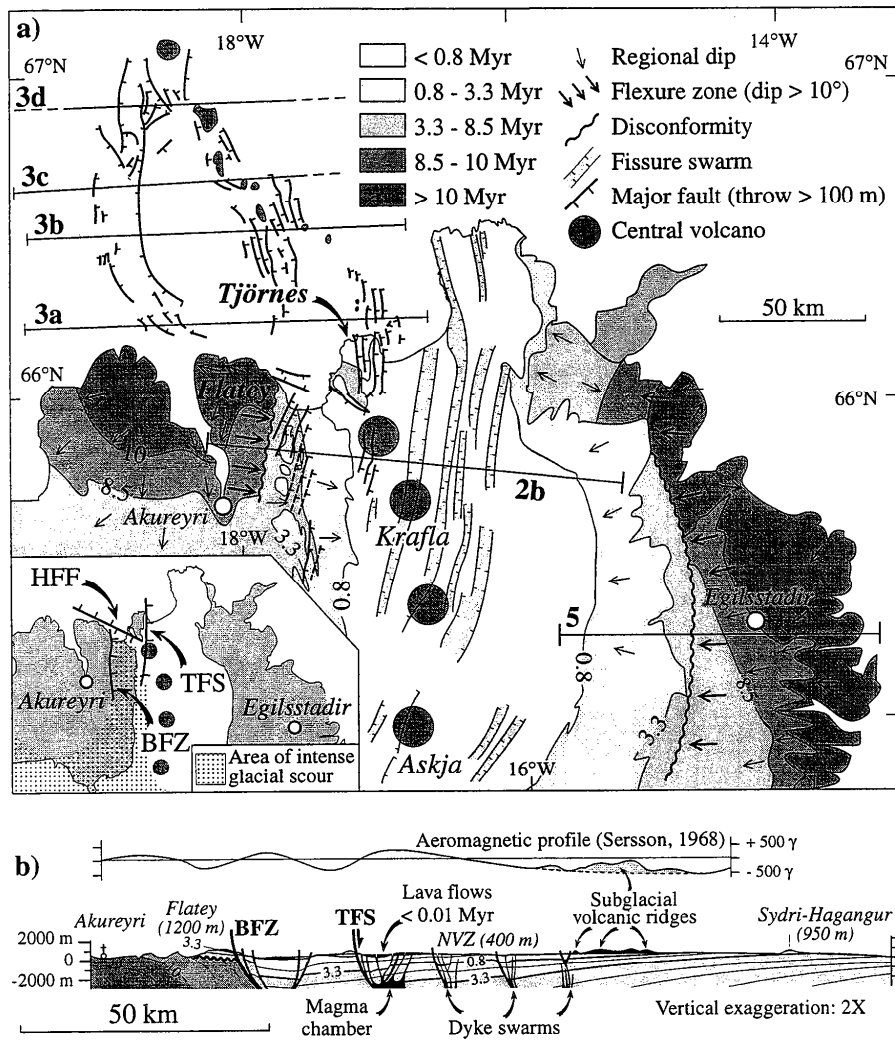 a)
18°W
14°W
67°N
67°N
< 0.8 Myr
0.8 - 3.3 Myr
3.3 - 8.5 Myr
8.5 - 10 Myr
> 10 Myr
Regional dip
Flexure zone (dip > 10°)
Disconformity
Fissure swarm
Major fault (throw > 100 m)
Central volcano
3d
3c
3b
3a
Tjörnes
50 km
66°N
66°N
Flatey
10
8.5
Akureyri
18°W
3.3
2b
Krafla
0.8
Egilsstadir
5
0.8
8.5
3.3
16°W
Askja
HFF
TFS
Akureyri
BFZ
Egilsstadir
Area of intense
glacial scour
b)
Aeromagnetic profile (Sersson, 1968)
+ 500 γ
- 500 γ
Akureyri
Flatey
(1200 m)
3.3
BFZ
TFS
Lava flows
< 0.01 Myr
NVZ (400 m)
Subglacial
volcanic ridges
Sydri-Hagangur
(950 m)
2000 m
0
-2000 m
3.3
0.8
3.3
50 km
Magma
chamber
Dyke swarms
Vertical exaggeration: 2X